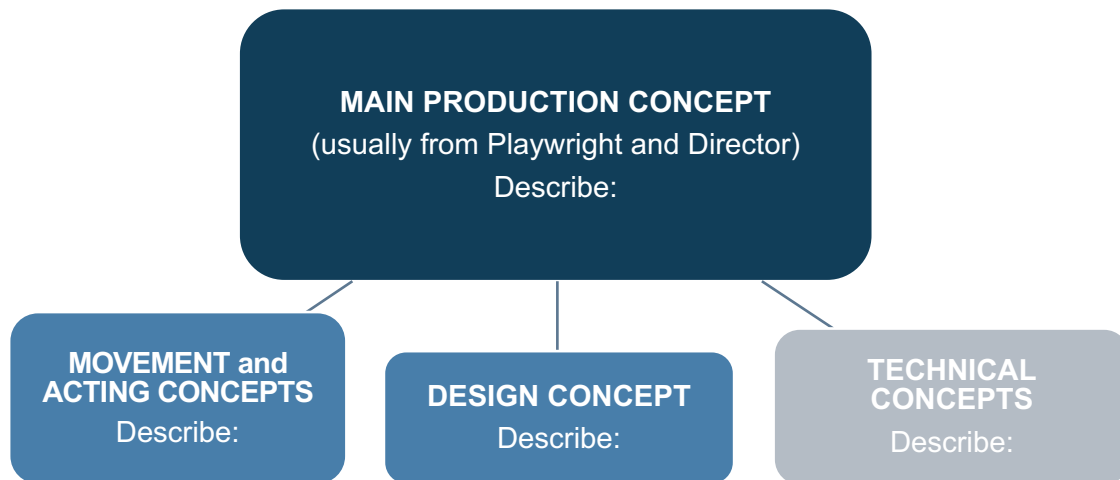 MAIN PRODUCTION CONCEPT
(usually from Playwright and Director)
Describe:
MOVEMENT and
ACTING CONCEPTS
Describe:
DESIGN CONCEPT
Describe:
TECHNICAL
CONCEPTS
Describe: